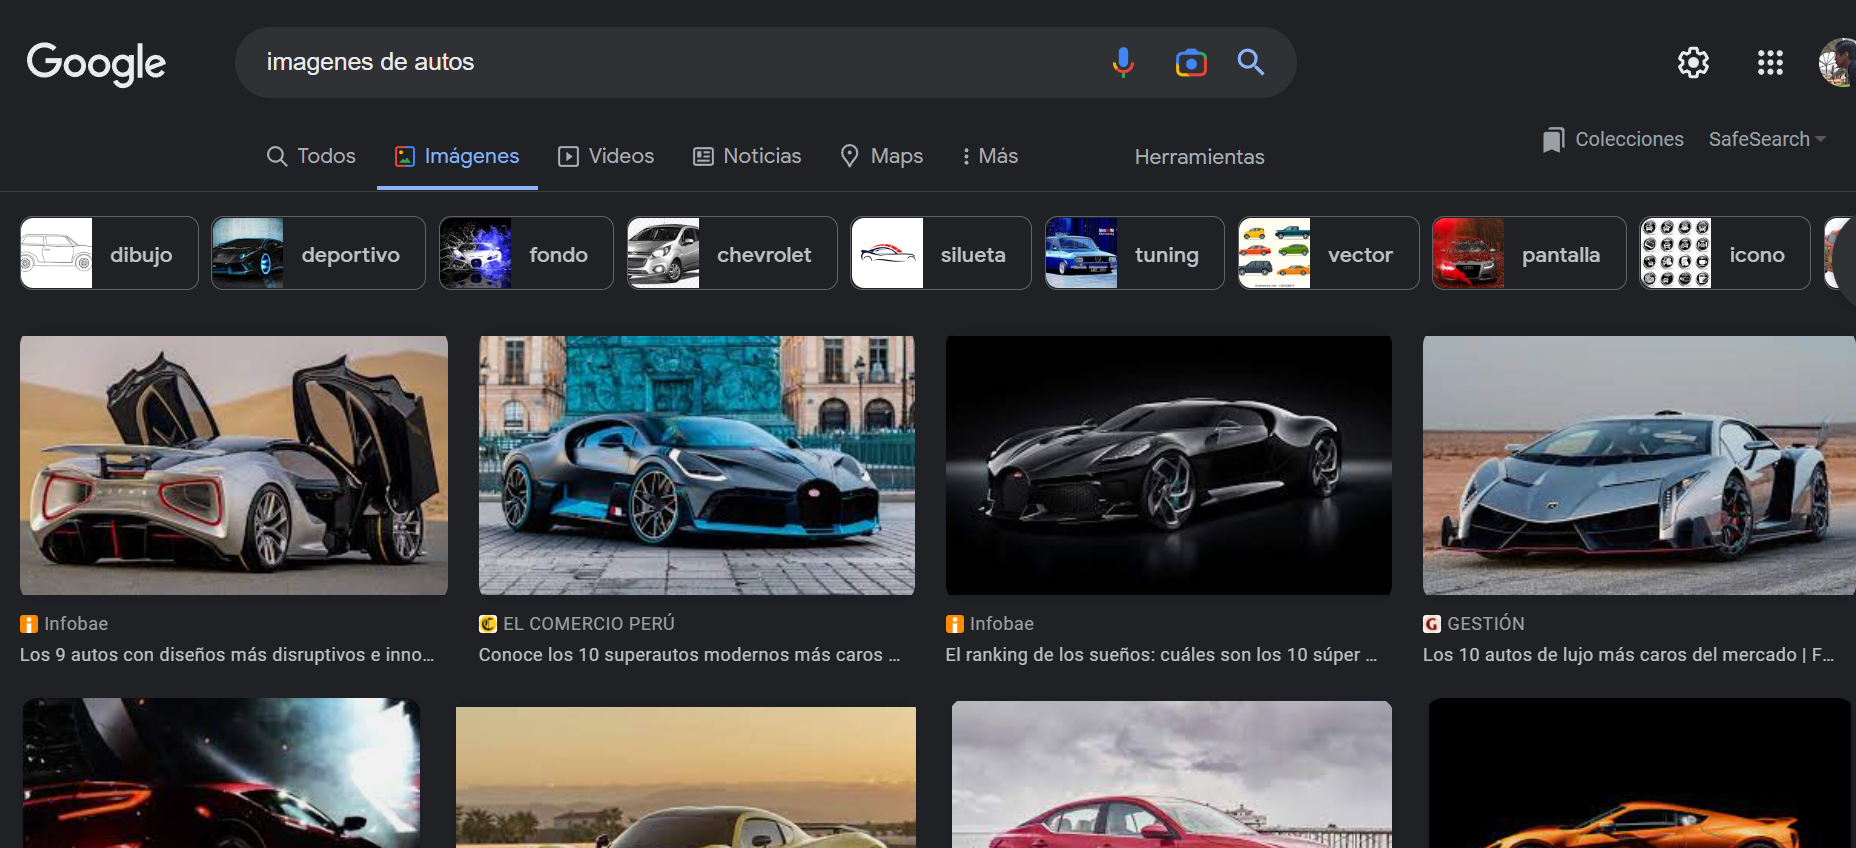 Google
imagenes de autos
Colecciones SafeSearch
Todos Imágenes Videos Noticias Maps Más Herramientas
dibujo deportivo fondo chevrolet silueta tuning vector pantalla icono
Infobae
Los 9 autos con diseños más disruptivos e inno...
EL COMERCIO PERÚ
Conoce los 10 superautos modernos más caros ...
Infobae
El ranking de los sueños: cuáles son los 10 súper ...
GESTIÓN
Los 10 autos de lujo más caros del mercado | F...